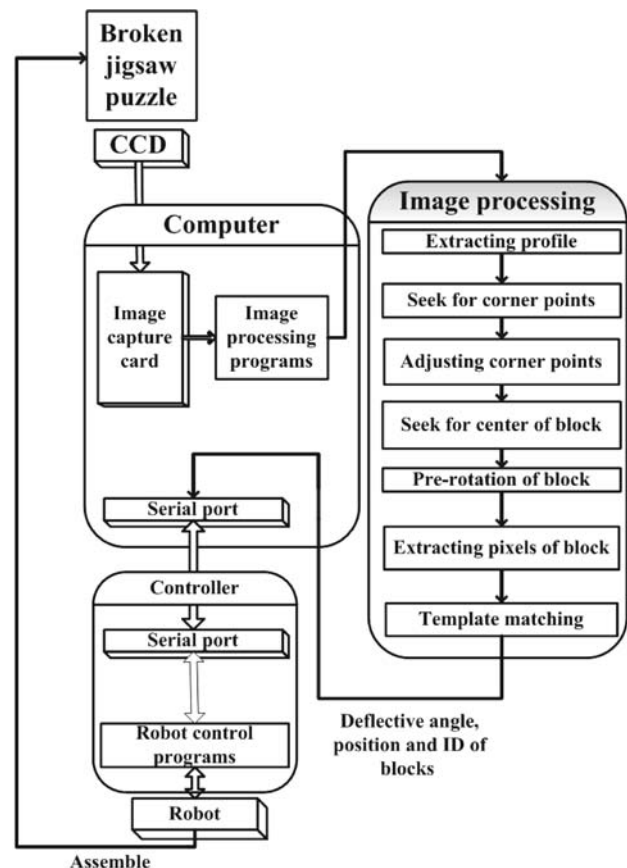 Broken
jigsaw
puzzle
CCD
Computer
Image
capture
card
Image
processing
programs
Serial port
Controller
Serial port
Robot control
programs
Robot
Assemble
Image processing
Extracting profile
Seek for corner points
Adjusting corner points
Seek for center of block
Pre-rotation of block
Extracting pixels of block
Template matching
Deflective angle,
position and ID of
blocks